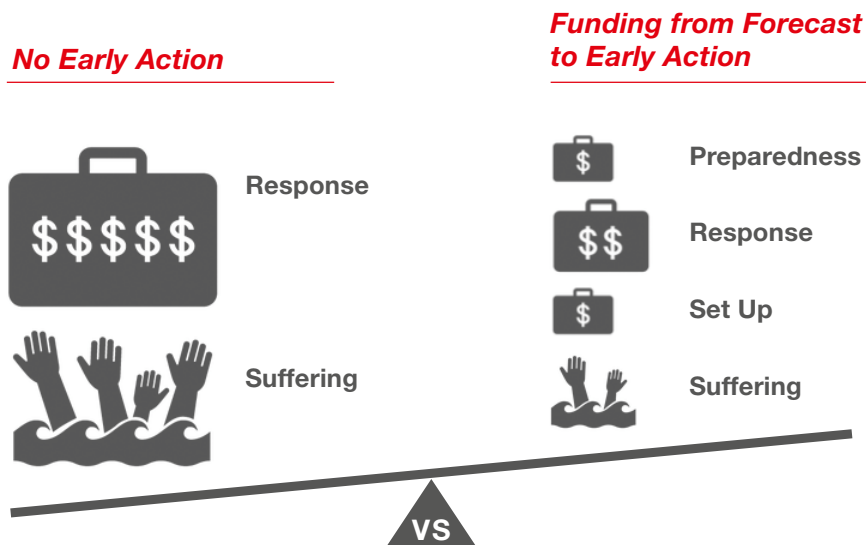 No Early Action
$$$$$
Response
Suffering
Funding from Forecast
to Early Action
$
Preparedness
$$
Response
$
Set Up
Suffering
VS